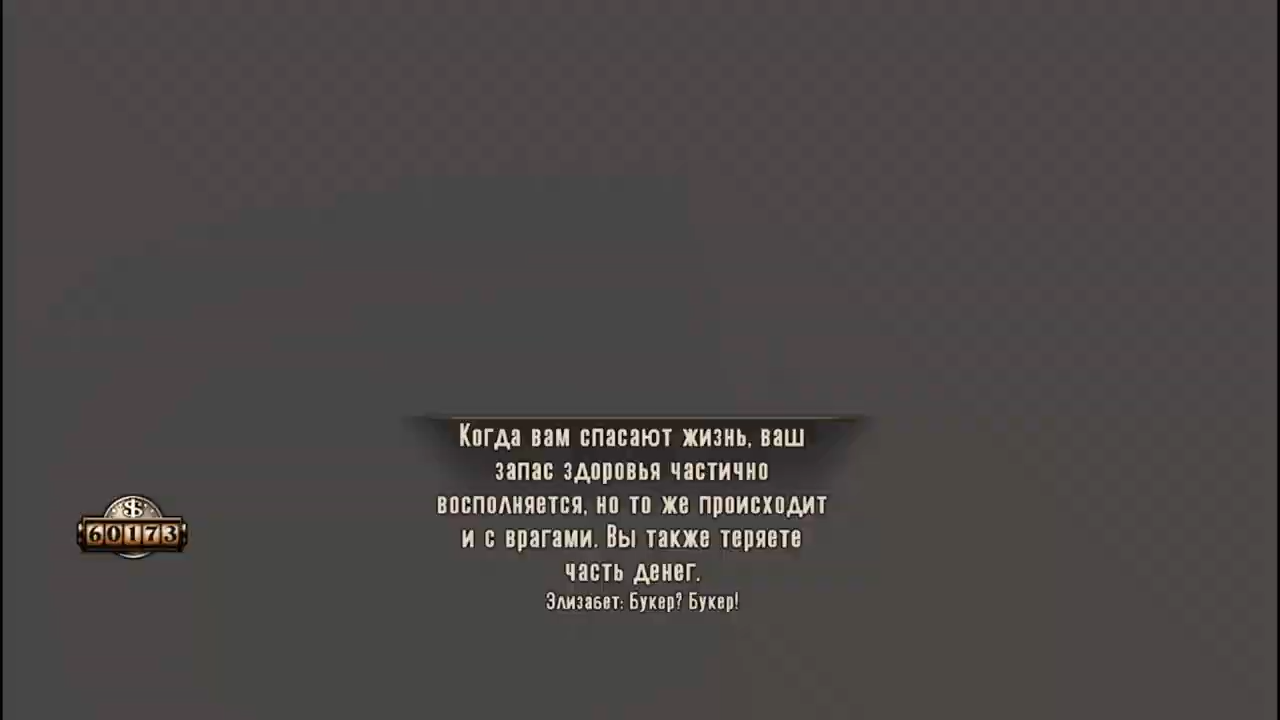 Когда вам спасают жизнь, ваш
запас здоровья частично
восполняется, но то же происходит
и с врагами. Вы также теряете
часть денег.
Элизабет: Букер? Букер!
$
60173